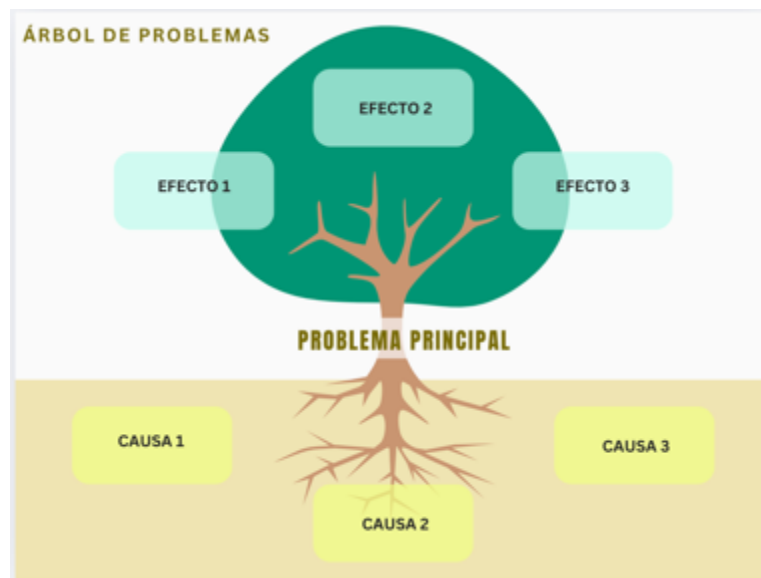 ÁRBOL DE PROBLEMAS
EFECTO 2
EFECTO 1
EFECTO 3
PROBLEMA PRINCIPAL
CAUSA 1
CAUSA 3
CAUSA 2